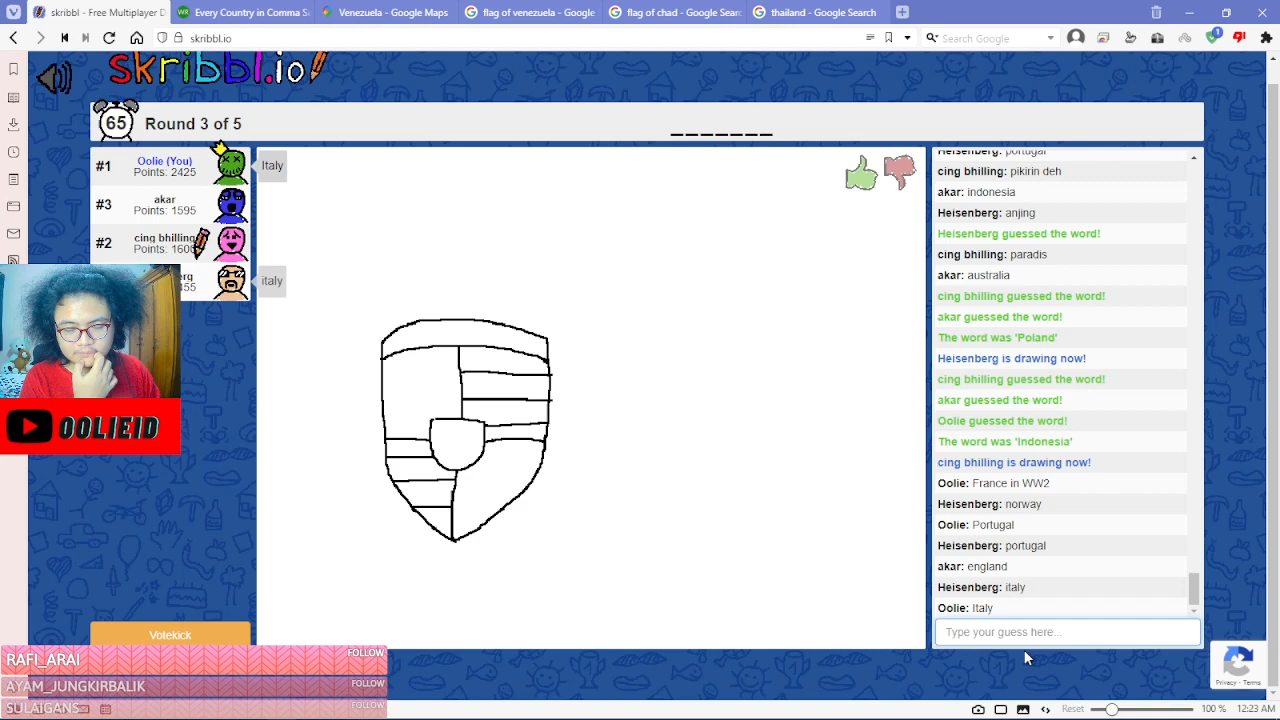 skribbl - Free Multiplayer D
Every Country in Comma S
Venezuela - Google Maps
flag of venezuela - Google
flag of chad - Google Searc
thailand - Google Search
skribbl.io
Search Google
1
skribbl.io
65
Round 3 of 5
_______
#1
Oolie (You)
Points: 2425
Italy
#3
akar
Points: 1595
#2
cing bhilling
Points: 1600
italy
cing bhilling: pikirin deh
akar: indonesia
Heisenberg: anjing
Heisenberg guessed the word!
cing bhilling: paradis
akar: australia
cing bhilling guessed the word!
akar guessed the word!
The word was 'Poland'
Heisenberg is drawing now!
cing bhilling guessed the word!
akar guessed the word!
Oolie guessed the word!
The word was 'Indonesia'
cing bhilling is drawing now!
Oolie: France in WW2
Heisenberg: norway
Oolie: Portugal
Heisenberg: portugal
akar: england
Heisenberg: italy
Oolie: Italy
Type your guess here...
OOLIEID
Votekick
RAFI_ARAI
FOLLOW
AYAM_JUNGKIRBALIK
FOLLOW
SULAIGANS
FOLLOW
Privacy - Terms
Reset
100 %
12:23 AM